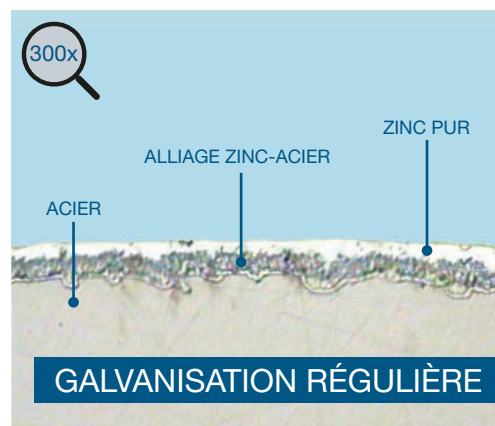 300x
ZINC PUR
ALLIAGE ZINC-ACIER
ACIER
GALVANISATION RÉGULIÈRE